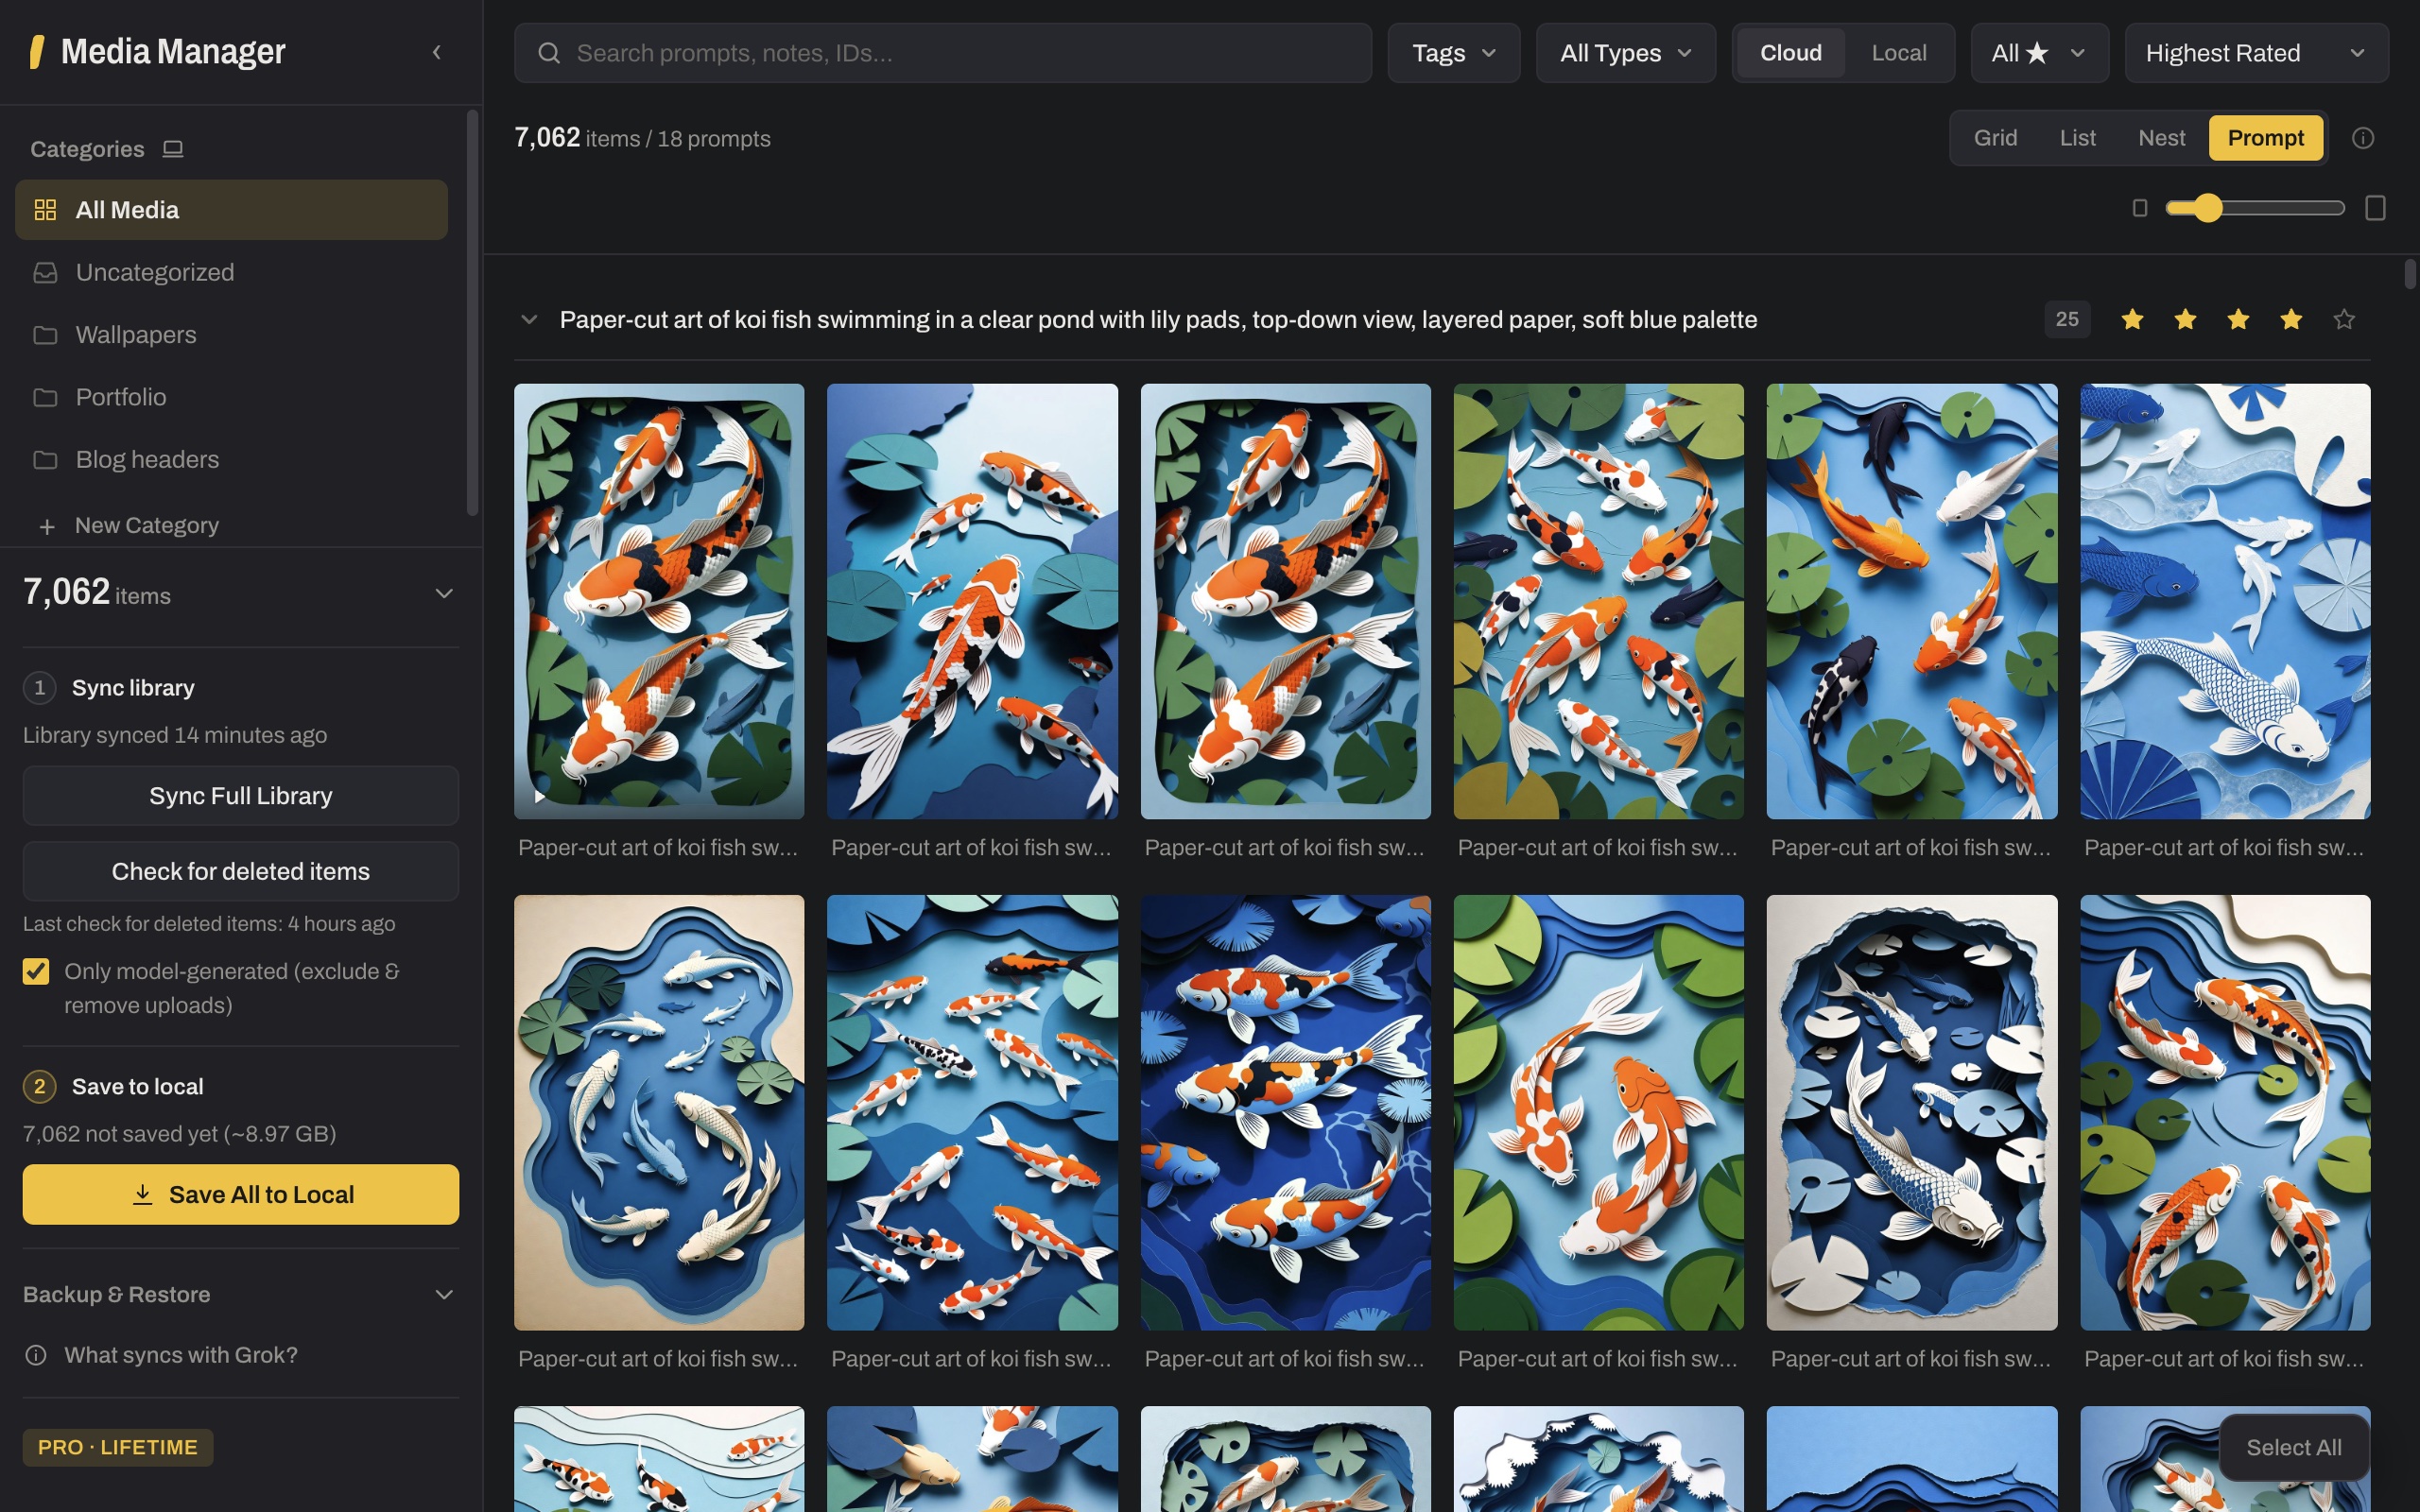 Media Manager
Categories
All Media
Uncategorized
Wallpapers
Portfolio
Blog headers
New Category
7,062 items
1 Sync library
Library synced 14 minutes ago
Sync Full Library
Check for deleted items
Last check for deleted items: 4 hours ago
Only model-generated (exclude &
remove uploads)
2 Save to local
7,062 not saved yet (~8.97 GB)
Save All to Local
Backup & Restore
What syncs with Grok?
PRO · LIFETIME
Search prompts, notes, IDs...
Tags
All Types
Cloud Local
All ★
Highest Rated
7,062 items / 18 prompts
Grid List Nest Prompt
Paper-cut art of koi fish swimming in a clear pond with lily pads, top-down view, layered paper, soft blue palette
25
Paper-cut art of koi fish sw... Paper-cut art of koi fish sw... Paper-cut art of koi fish sw... Paper-cut art of koi fish sw... Paper-cut art of koi fish sw... Paper-cut art of koi fish sw...
Paper-cut art of koi fish sw... Paper-cut art of koi fish sw... Paper-cut art of koi fish sw... Paper-cut art of koi fish sw... Paper-cut art of koi fish sw... Paper-cut art of koi fish sw...
Select All